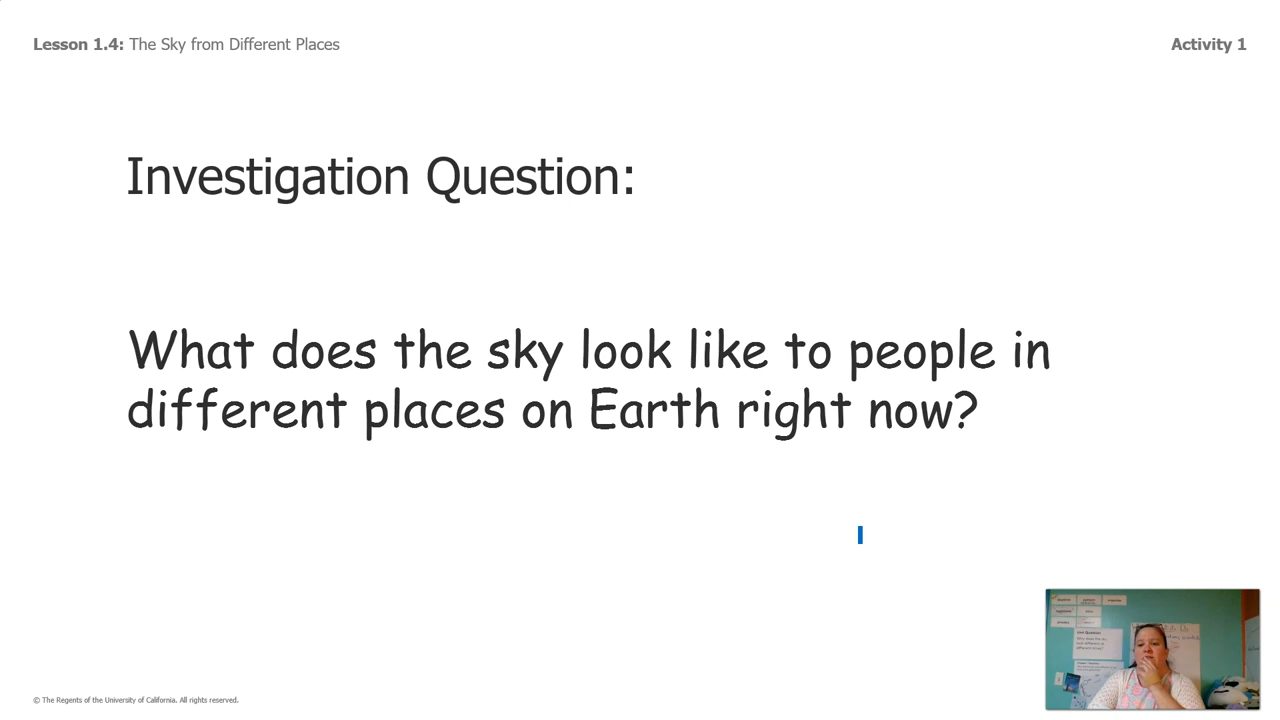 Lesson 1.4: The Sky from Different Places
Activity 1
Investigation Question:
What does the sky look like to people in
different places on Earth right now?
© The Regents of the University of California. All rights reserved.